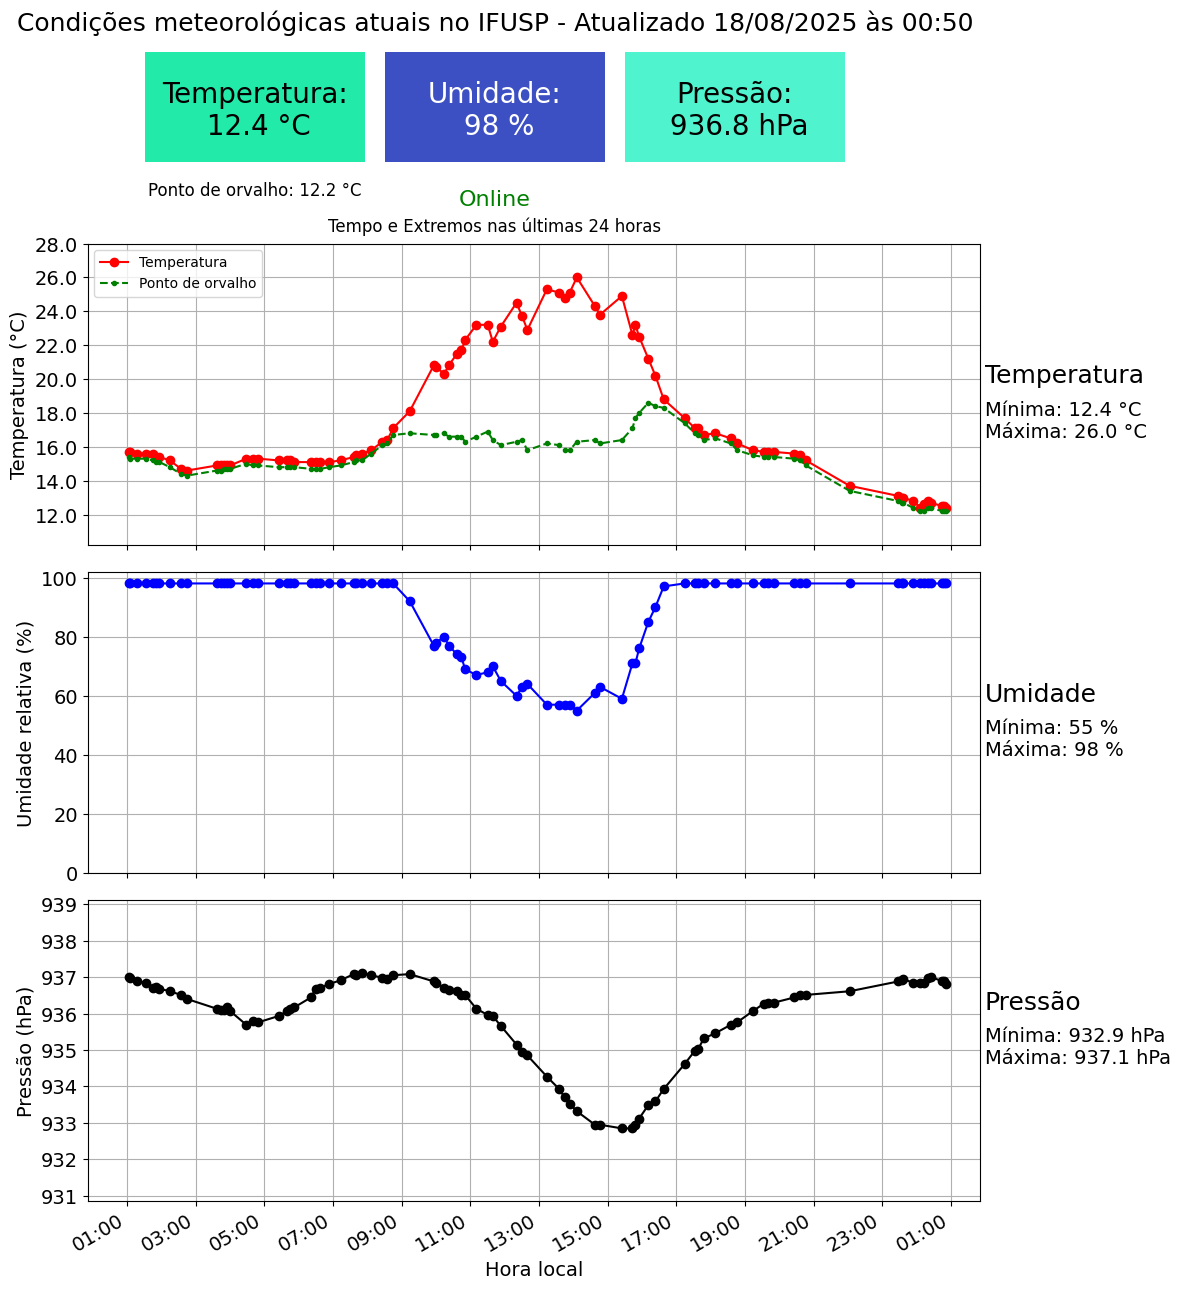 Condições meteorológicas atuais no IFUSP - Atualizado 18/08/2025 às 00:50
Temperatura:
12.4 °C
Umidade:
98 %
Pressão:
936.8 hPa
Ponto de orvalho: 12.2 °C
Online
Tempo e Extremos nas últimas 24 horas
Temperatura (°C)
28.0
26.0
24.0
22.0
20.0
18.0
16.0
14.0
12.0
Temperatura
Ponto de orvalho
Temperatura
Mínima: 12.4 °C
Máxima: 26.0 °C
Umidade relativa (%)
100
80
60
40
20
0
Umidade
Mínima: 55 %
Máxima: 98 %
Pressão (hPa)
939
938
937
936
935
934
933
932
931
Pressão
Mínima: 932.9 hPa
Máxima: 937.1 hPa
01:00
03:00
05:00
07:00
09:00
11:00
13:00
15:00
17:00
19:00
21:00
23:00
01:00
Hora local